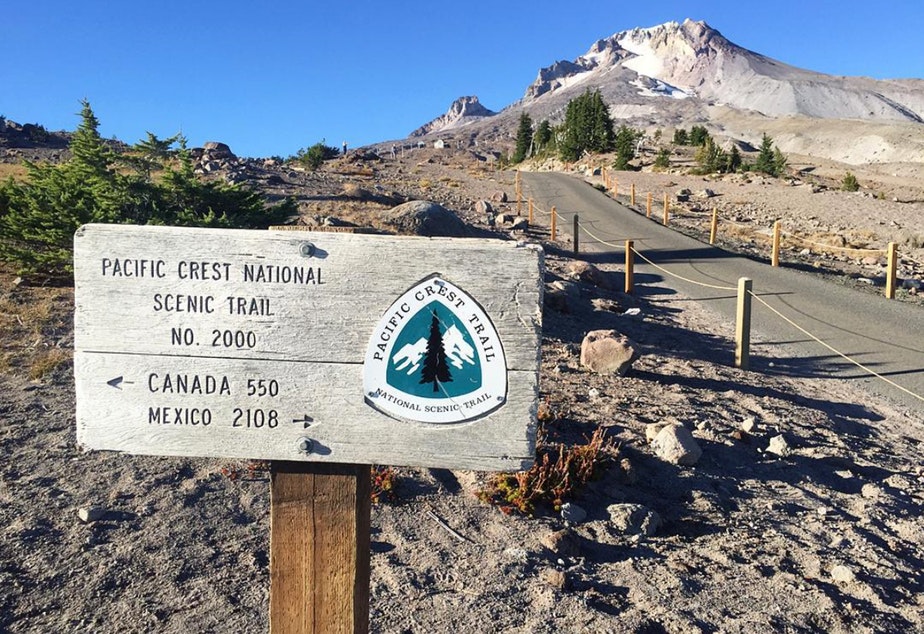 PACIFIC CREST NATIONAL
SCENIC TRAIL
NO. 2000
← CANADA 550
MEXICO 2108 →
PACIFIC CREST TRAIL
NATIONAL SCENIC TRAIL